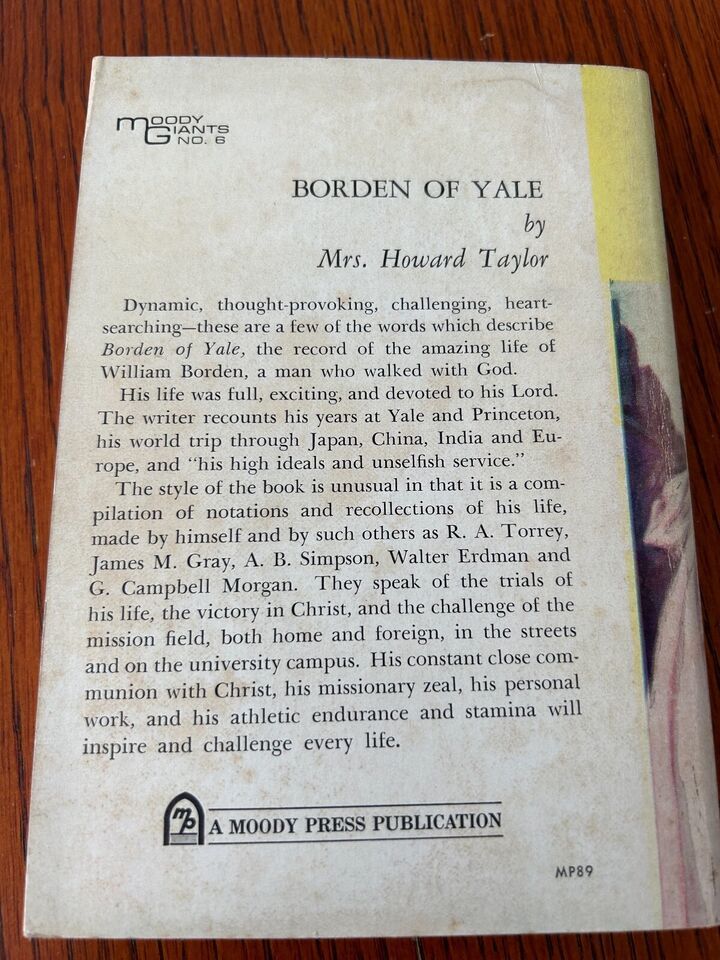 MOODY
GIANTS
NO. 6
BORDEN OF YALE
by
Mrs. Howard Taylor
Dynamic, thought-provoking, challenging, heart-
searching—these are a few of the words which describe
Borden of Yale, the record of the amazing life of
William Borden, a man who walked with God.
His life was full, exciting, and devoted to his Lord.
The writer recounts his years at Yale and Princeton,
his world trip through Japan, China, India and Eu-
rope, and “his high ideals and unselfish service.”
The style of the book is unusual in that it is a com-
pilation of notations and recollections of his life,
made by himself and by such others as R. A. Torrey,
James M. Gray, A. B. Simpson, Walter Erdman and
G. Campbell Morgan. They speak of the trials of
his life, the victory in Christ, and the challenge of the
mission field, both home and foreign, in the streets
and on the university campus. His constant close com-
munion with Christ, his missionary zeal, his personal
work, and his athletic endurance and stamina will
inspire and challenge every life.
mp
A MOODY PRESS PUBLICATION
MP89